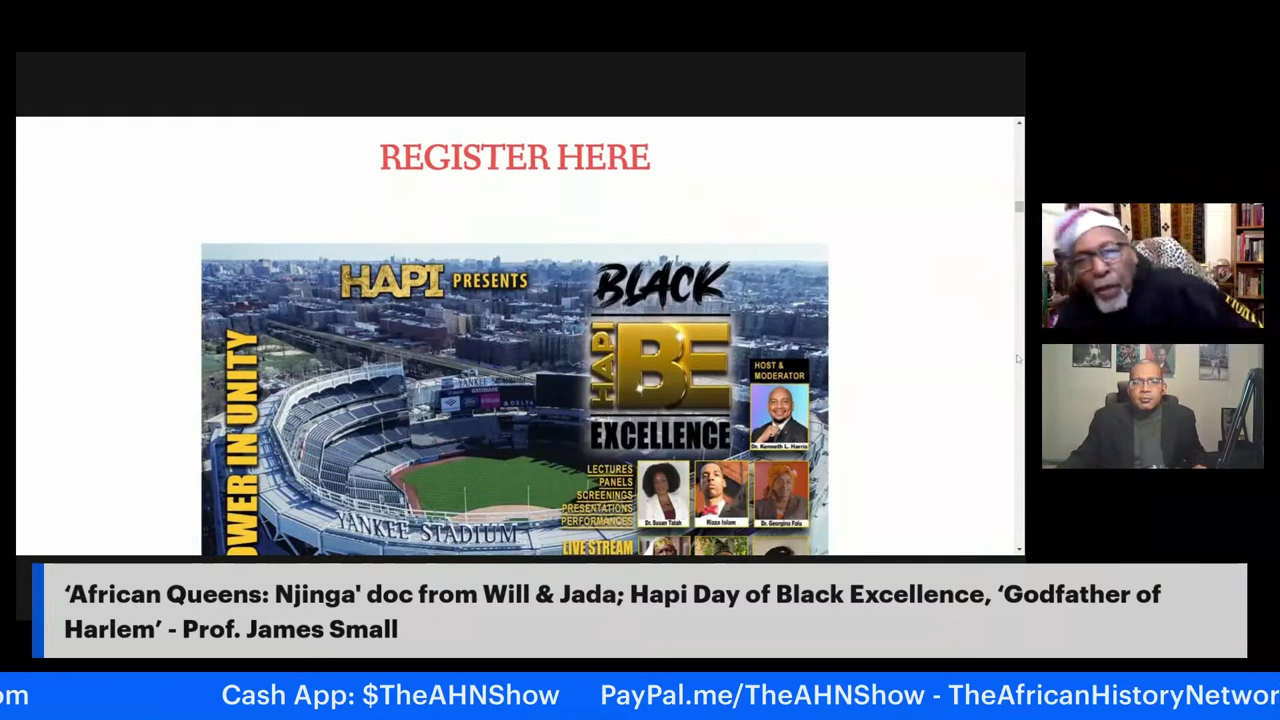 REGISTER HERE
HAPI PRESENTS
BLACK
HAPI
BE
EXCELLENCE
OWER IN UNITY
HOST &
MODERATOR
Dr. Kenneth L. Harris
LECTURES
PANELS
SCREENINGS
PRESENTATIONS
PERFORMANCES
Dr. Susan Tatah
Rizza Islam
Dr. Georgina Falu
LIVE STREAM
YANKEE STADIUM
DELTA
YANKEE STADIUM
‘African Queens: Njinga' doc from Will & Jada; Hapi Day of Black Excellence, ‘Godfather of
Harlem’ - Prof. James Small
om Cash App: $TheAHNShow PayPal.me/TheAHNShow - TheAfricanHistoryNetwor